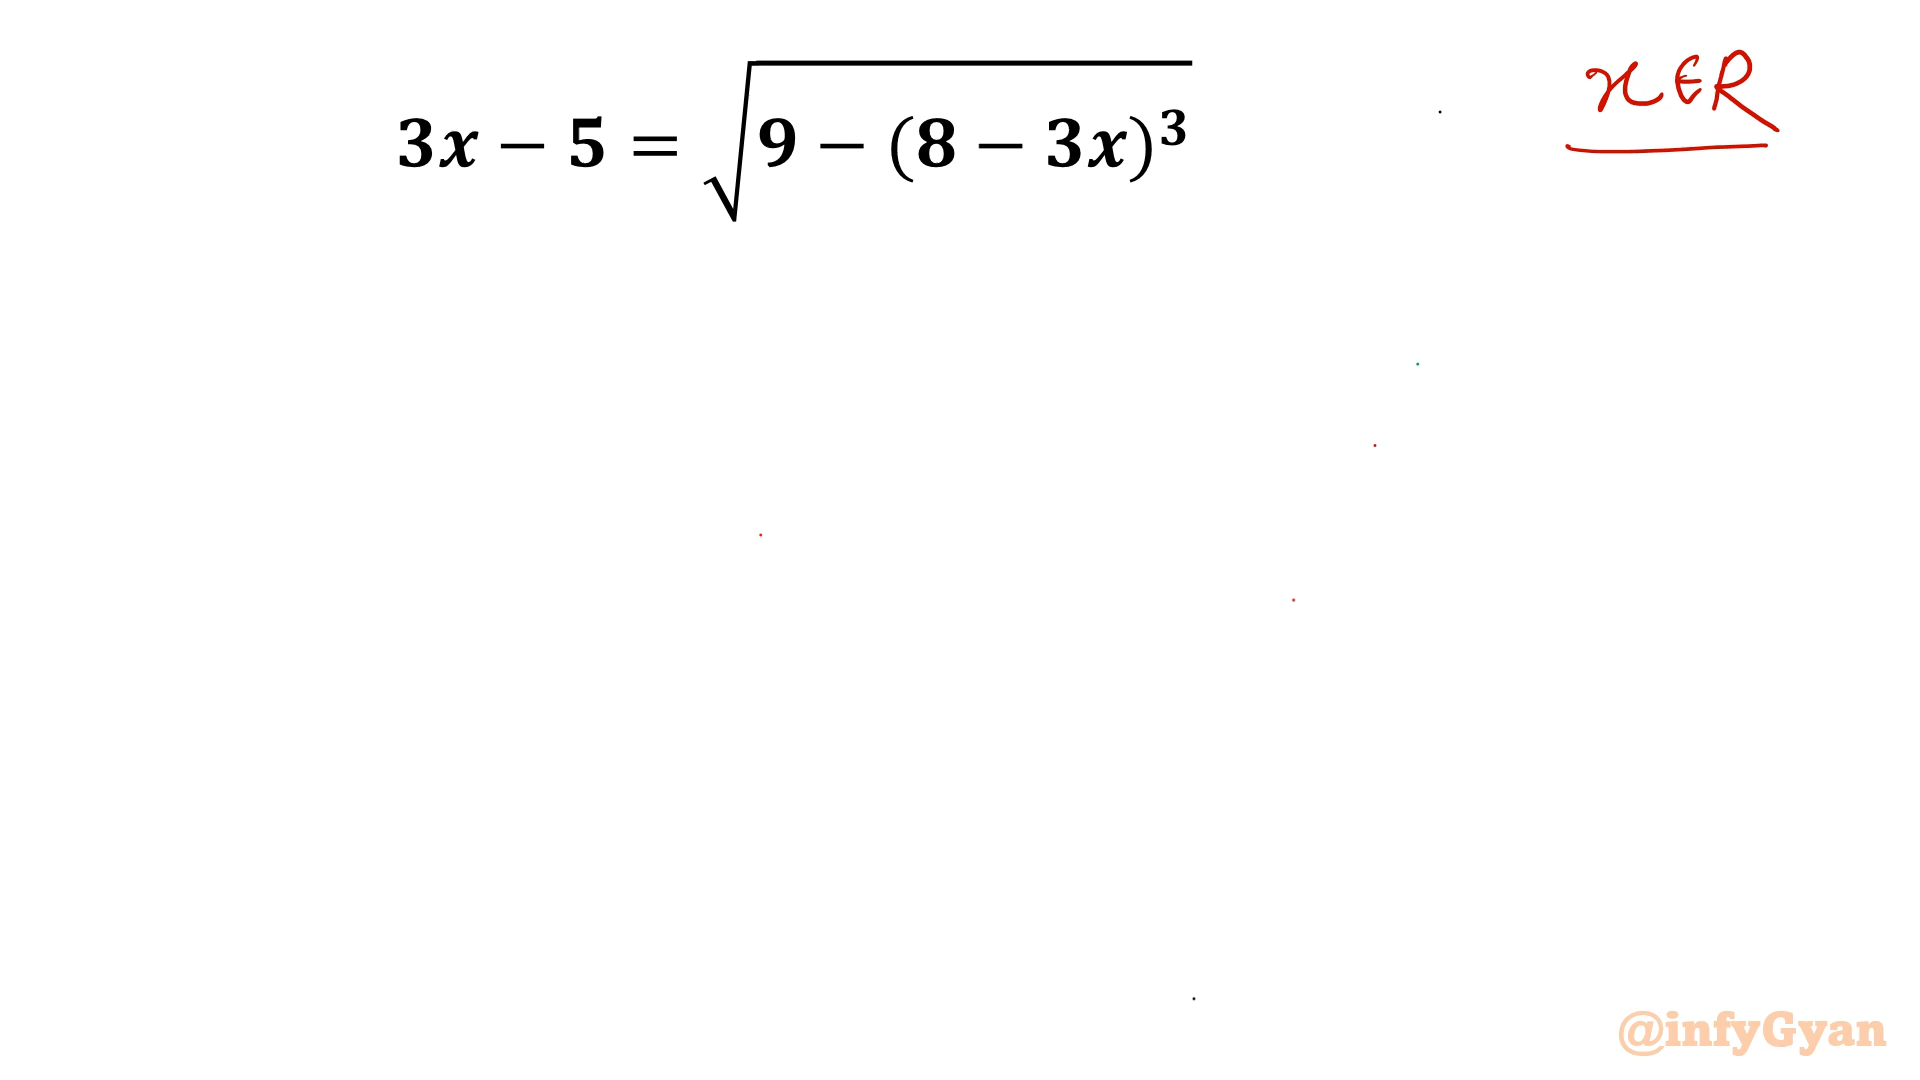 3x − 5 = √9 − (8 − 3x)³
x ∈ R
@infyGyan